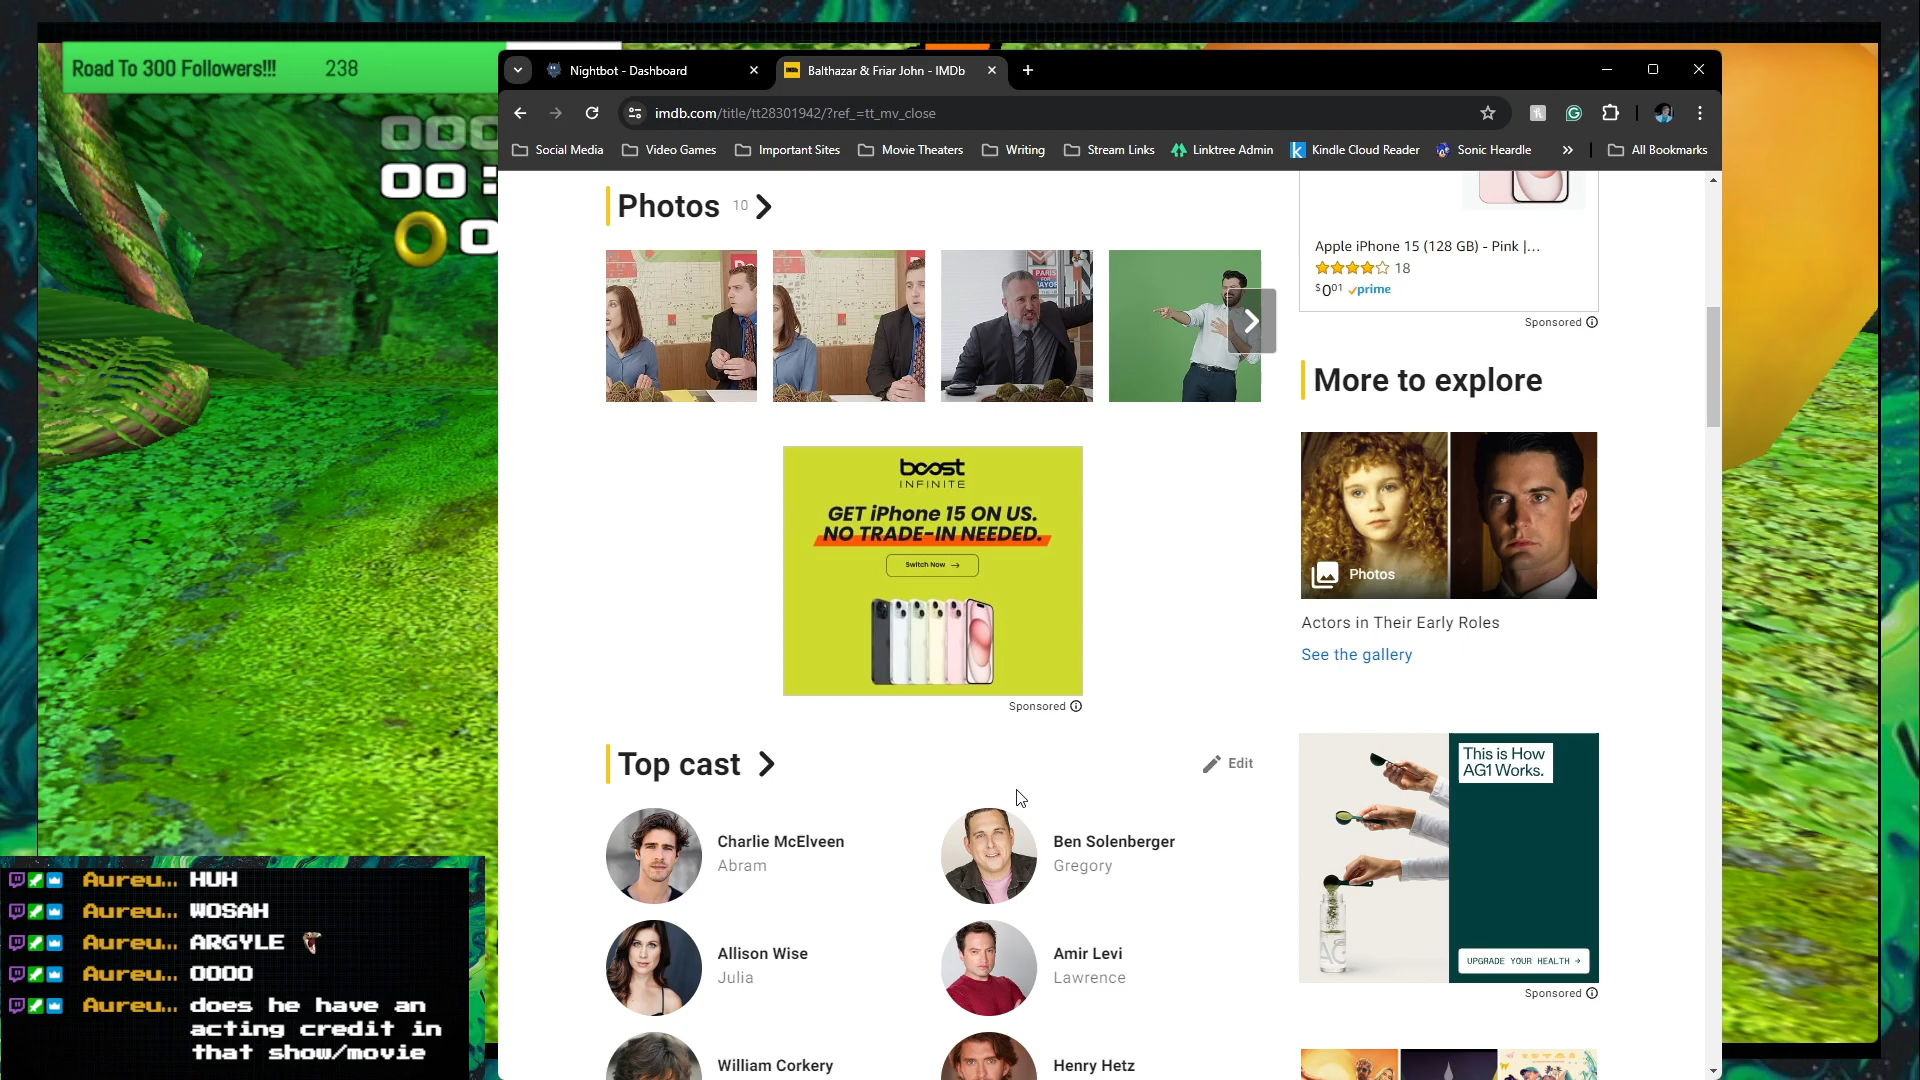 Road To 300 Followers!!! 238
Nightbot - Dashboard
Balthazar & Friar John - IMDb
imdb.com/title/tt28301942/?ref_=tt_mv_close
Social Media
Video Games
Important Sites
Movie Theaters
Writing
Stream Links
Linktree Admin
Kindle Cloud Reader
Sonic Heardle
All Bookmarks
Photos 10
PARIS
FOR
MAYOR
Apple iPhone 15 (128 GB) - Pink |...
18
$001 prime
Sponsored
More to explore
Photos
Actors in Their Early Roles
See the gallery
boost
INFINITE
GET iPhone 15 ON US.
NO TRADE-IN NEEDED.
Switch Now →
Sponsored
This is How
AG1 Works.
UPGRADE YOUR HEALTH →
Sponsored
Top cast
Edit
Charlie McElveen
Abram
Ben Solenberger
Gregory
Allison Wise
Julia
Amir Levi
Lawrence
William Corkery
Henry Hetz
Aureu... HUH
Aureu... WOSAH
Aureu... ARGYLE
Aureu... OOOO
Aureu... does he have an
acting credit in
that show/movie